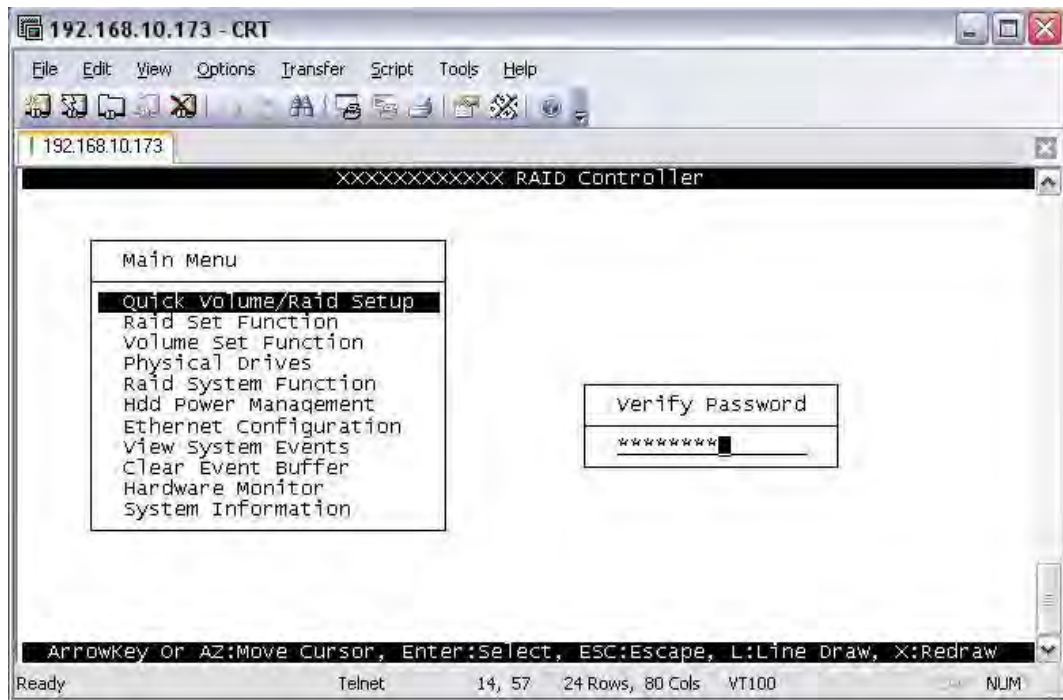 192.168.10.173 - CRT
File Edit View Options Transfer Script Tools Help
192.168.10.173
XXXXXXXXXXXX RAID Controller
Main Menu
Quick Volume/Raid Setup
Raid Set Function
Volume Set Function
Physical Drives
Raid System Function
Hdd Power Management
Ethernet Configuration
View System Events
Clear Event Buffer
Hardware Monitor
System Information
Verify Password
********
ArrowKey Or AZ:Move Cursor, Enter:Select, ESC:Escape, L:Line Draw, X:Redraw
Ready Telnet 14, 57 24 Rows, 80 Cols VT100 NUM